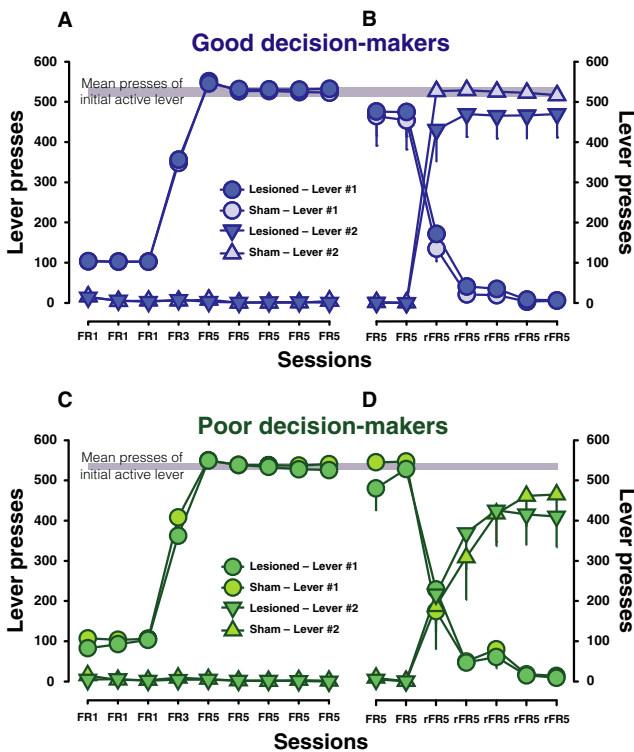 A
B
Good decision-makers
600
500
400
300
200
100
0
Lever presses
Mean presses of
initial active lever
Lesioned – Lever #1
Sham – Lever #1
Lesioned – Lever #2
Sham – Lever #2
600
500
400
300
200
100
0
Lever presses
FR1 FR1 FR1 FR3 FR5 FR5 FR5 FR5
FR5 FR5 rFR5 rFR5 rFR5 rFR5 rFR5
Sessions
C
D
Poor decision-makers
600
500
400
300
200
100
0
Lever presses
Mean presses of
initial active lever
Lesioned – Lever #1
Sham – Lever #1
Lesioned – Lever #2
Sham – Lever #2
600
500
400
300
200
100
0
Lever presses
FR1 FR1 FR1 FR3 FR5 FR5 FR5 FR5
FR5 FR5 rFR5 rFR5 rFR5 rFR5 rFR5
Sessions